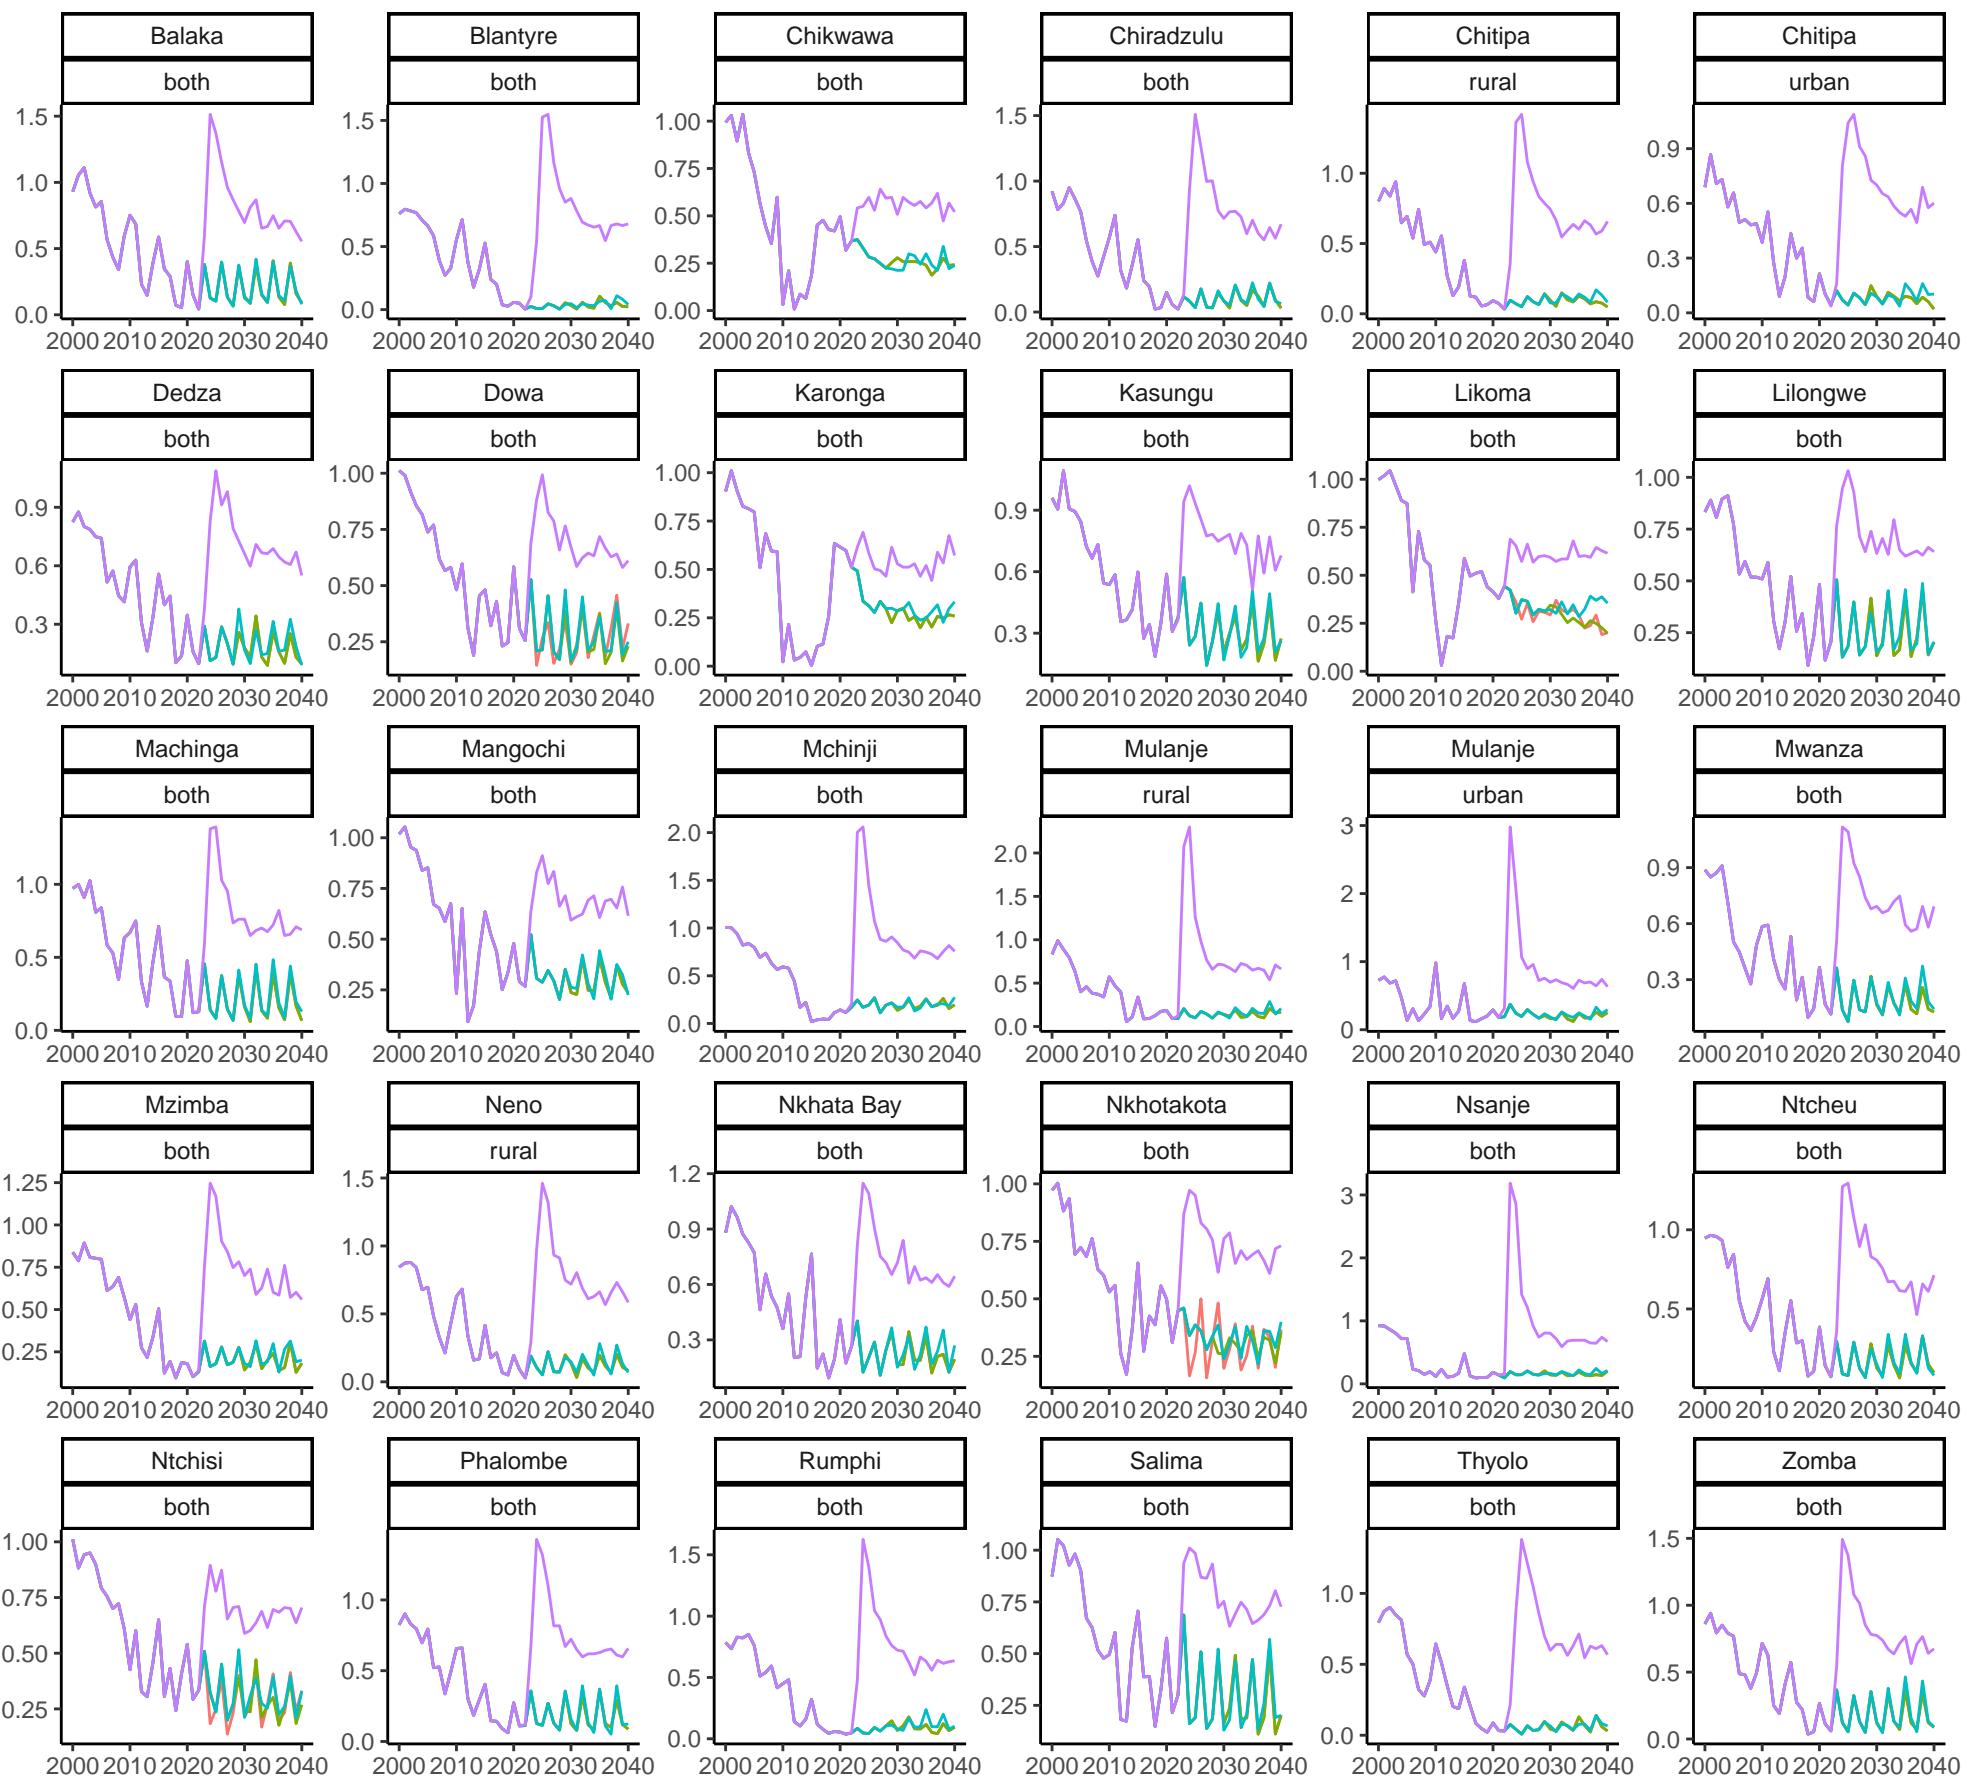 Balaka Blantyre Chikwawa Chiradzulu Chitipa Chitipa
both both both both rural urban
1.5 1.5 1.00 1.5 1.0 0.9
1.0 1.0 0.75 1.0 0.5 0.6
0.5 0.5 0.50 0.5 0.0 0.3
0.0 0.0 0.25 0.0 0.0
0.00
2000 2010 2020 2030 2040 2000 2010 2020 2030 2040 2000 2010 2020 2030 2040 2000 2010 2020 2030 2040 2000 2010 2020 2030 2040 2000 2010 2020 2030 2040
Dedza Dowa Karonga Kasungu Likoma Lilongwe
both both both both both both
0.9 1.00 1.00 0.9 1.00 1.00
0.6 0.75 0.75 0.6 0.75 0.75
0.3 0.50 0.50 0.3 0.50 0.50
0.25 0.25 0.25 0.25
0.00 0.00
2000 2010 2020 2030 2040 2000 2010 2020 2030 2040 2000 2010 2020 2030 2040 2000 2010 2020 2030 2040 2000 2010 2020 2030 2040 2000 2010 2020 2030 2040
Machinga Mangochi Mchinji Mulanje Mulanje Mwanza
both both both rural urban both
1.0 1.00 2.0 2.0 3 0.9
0.5 0.75 1.5 1.5 2 0.6
0.0 0.50 1.0 1.0 1 0.3
0.25 0.5 0.5 0
0.0 0.0
2000 2010 2020 2030 2040 2000 2010 2020 2030 2040 2000 2010 2020 2030 2040 2000 2010 2020 2030 2040 2000 2010 2020 2030 2040 2000 2010 2020 2030 2040
Mzimba Neno Nkhata Bay Nkhotakota Nsanje Ntcheu
both rural both both both both
1.25 1.5 1.2 1.00 3 1.0
1.00 1.0 0.9 0.75 2 0.5
0.75 0.5 0.6 0.50 1
0.50 0.0 0.3 0.25 0
0.25
2000 2010 2020 2030 2040 2000 2010 2020 2030 2040 2000 2010 2020 2030 2040 2000 2010 2020 2030 2040 2000 2010 2020 2030 2040 2000 2010 2020 2030 2040
Ntchisi Phalombe Rumphi Salima Thyolo Zomba
both both both both both both
1.00 1.0 1.5 1.00 1.0 1.5
0.75 0.5 1.0 0.75 0.5 1.0
0.50 0.0 0.5 0.50 0.0 0.5
0.25 0.0 0.25 0.0
2000 2010 2020 2030 2040 2000 2010 2020 2030 2040 2000 2010 2020 2030 2040 2000 2010 2020 2030 2040 2000 2010 2020 2030 2040 2000 2010 2020 2030 2040